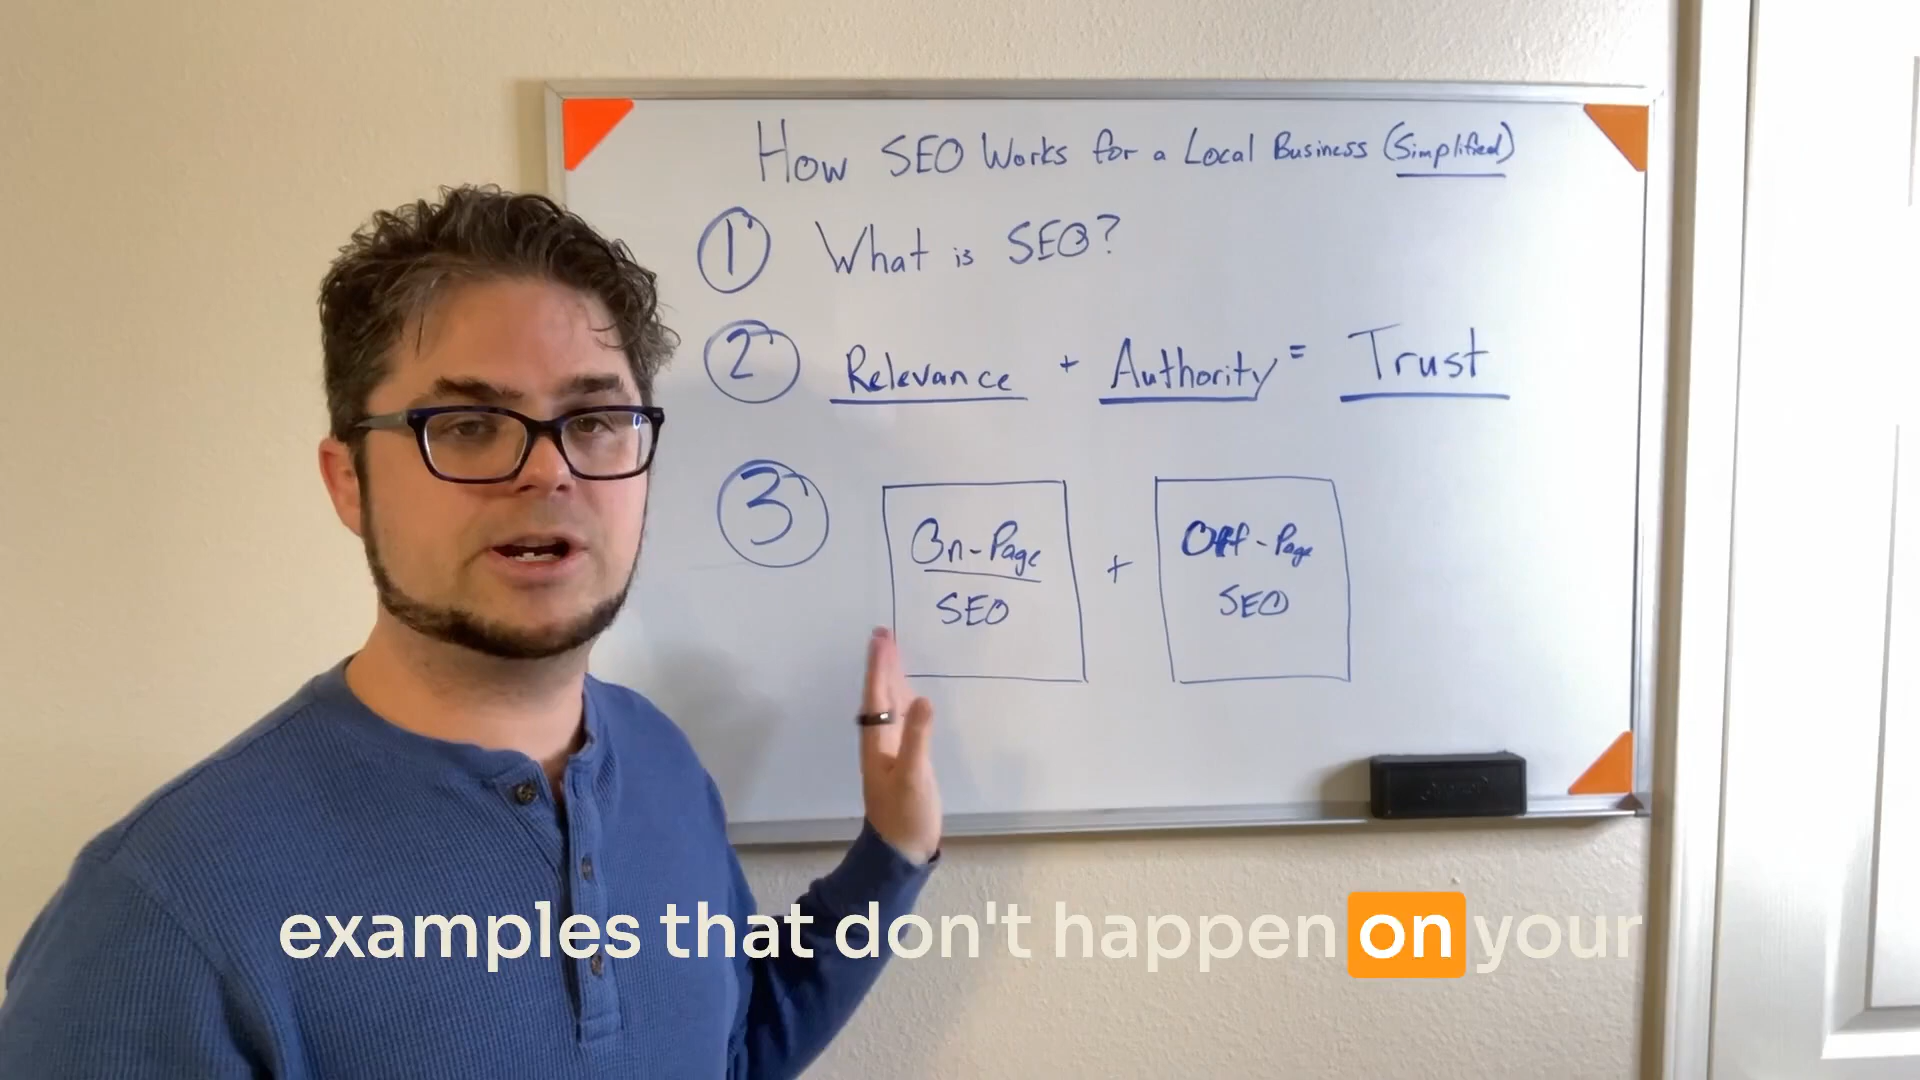 How SEO Works for a Local Business (Simplified)
1 What is SEO?
2 Relevance + Authority = Trust
3 On-Page SEO + Off-Page SEO
examples that don't happen on your